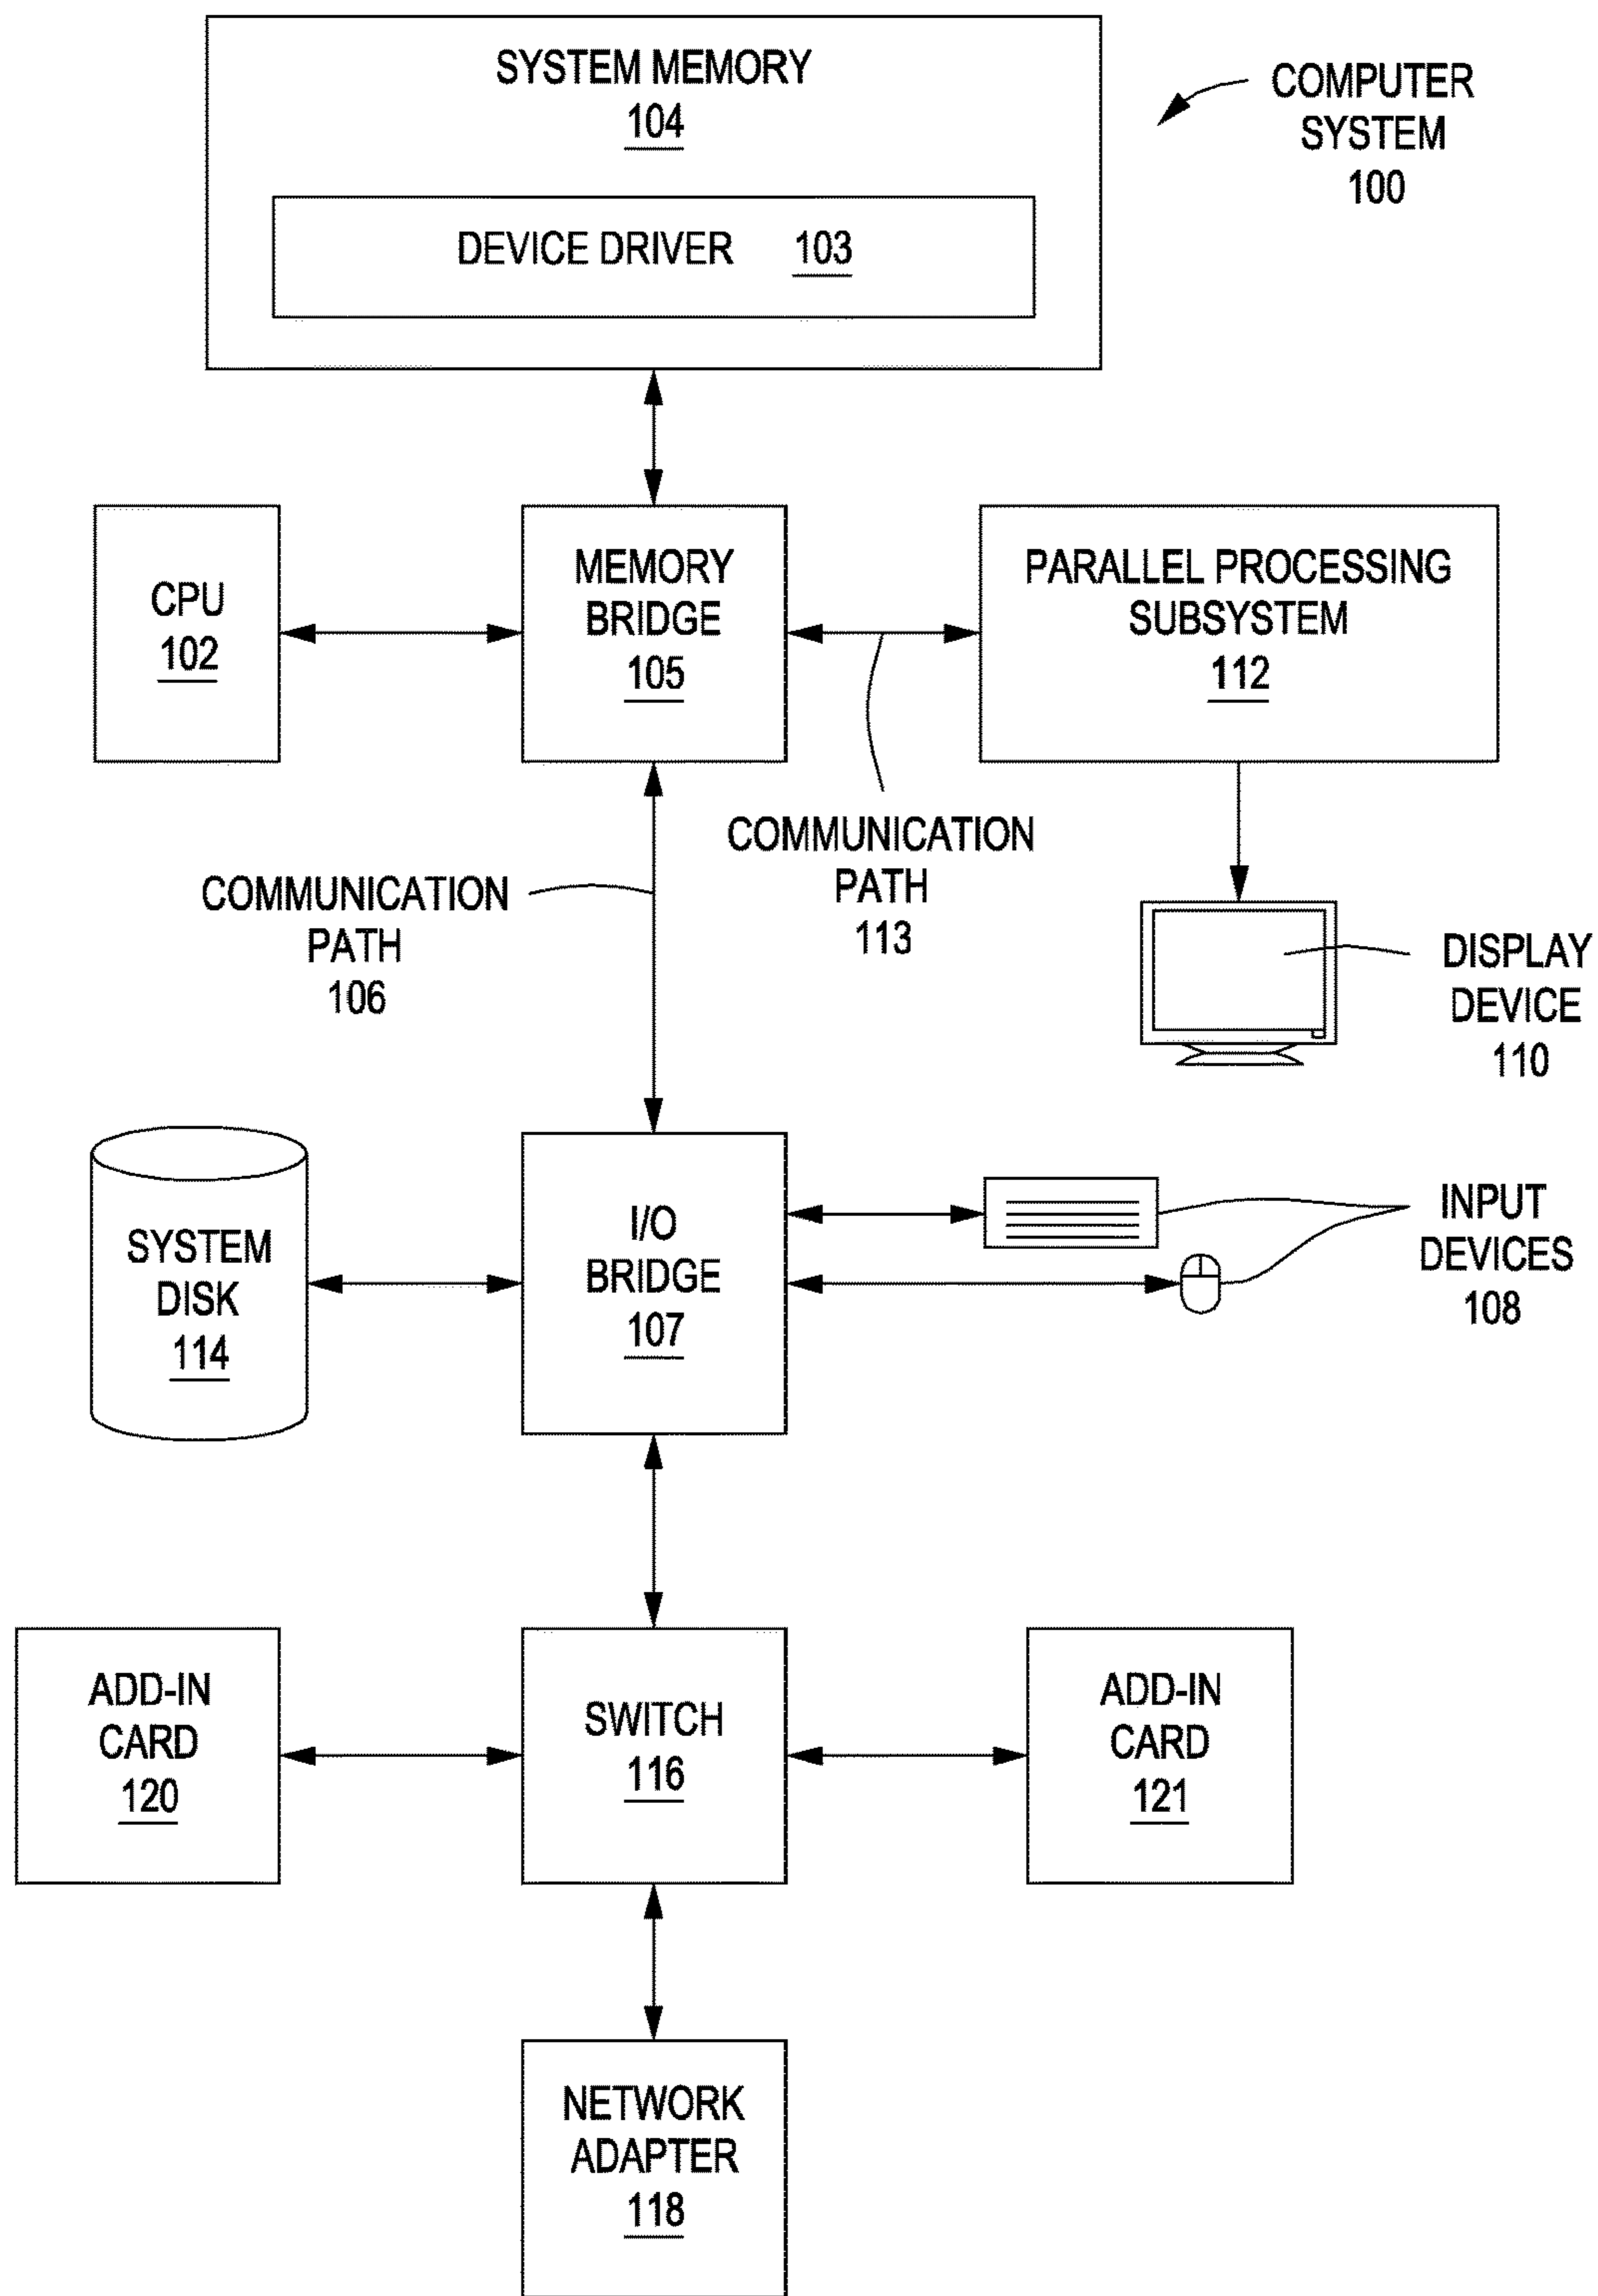 SYSTEM MEMORY
104
DEVICE DRIVER 103
COMPUTER
SYSTEM
100
CPU
102
MEMORY
BRIDGE
105
PARALLEL PROCESSING
SUBSYSTEM
112
COMMUNICATION
PATH
113
COMMUNICATION
PATH
106
DISPLAY
DEVICE
110
SYSTEM
DISK
114
I/O
BRIDGE
107
INPUT
DEVICES
108
ADD-IN
CARD
120
SWITCH
116
ADD-IN
CARD
121
NETWORK
ADAPTER
118